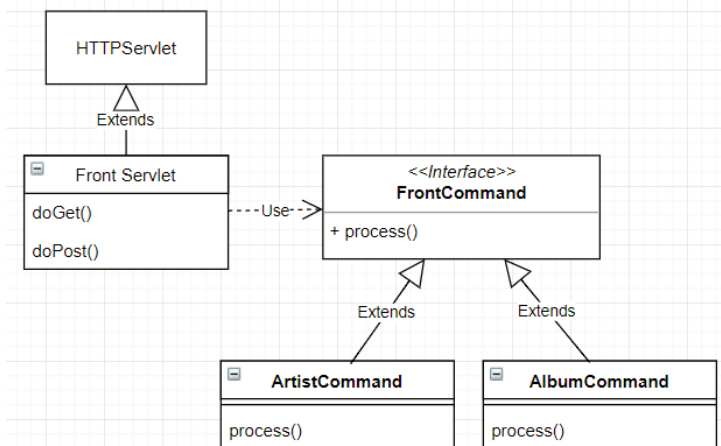 HTTPServlet
Extends
Front Servlet
doGet()
doPost()
Use
<<Interface>>
FrontCommand
+ process()
Extends
Extends
ArtistCommand
process()
AlbumCommand
process()